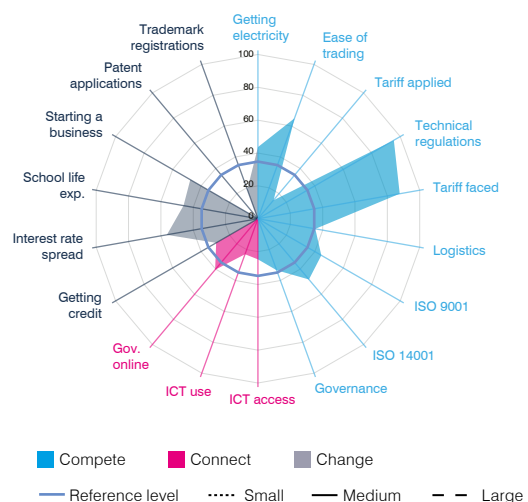 Getting
electricity
Ease of
trading
Tariff applied
Technical
regulations
Tariff faced
Logistics
ISO 9001
ISO 14001
Governance
ICT access
ICT use
Gov.
online
Getting
credit
Interest rate
spread
School life
exp.
Starting a
business
Patent
applications
Trademark
registrations
100
80
60
40
20
0
Compete
Connect
Change
Reference level
Small
Medium
Large